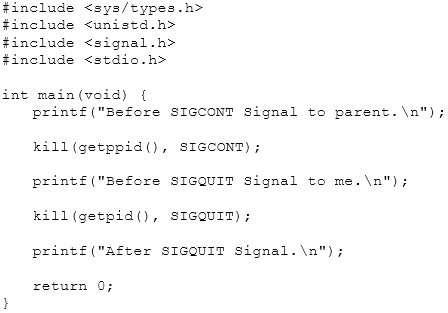 #include <sys/types.h>
#include <unistd.h>
#include <signal.h>
#include <stdio.h>

int main(void) {
   printf("Before SIGCONT Signal to parent.\n");

   kill(getppid(), SIGCONT);

   printf("Before SIGQUIT Signal to me.\n");

   kill(getpid(), SIGQUIT);

   printf("After SIGQUIT Signal.\n");

   return 0;
}